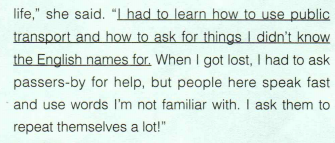 life,” she said. “I had to learn how to use public
transport and how to ask for things I didn’t know
the English names for. When I got lost, I had to ask
passers-by for help, but people here speak fast
and use words I’m not familiar with. I ask them to
repeat themselves a lot!”